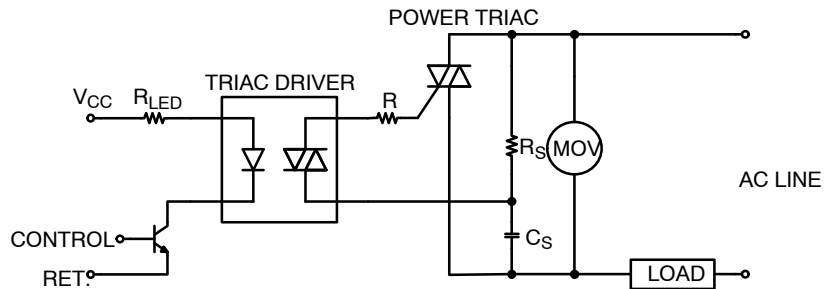 POWER TRIAC
TRIAC DRIVER
VCC
RLED
R
RS
MOV
AC LINE
CONTROL
CS
RET.
LOAD